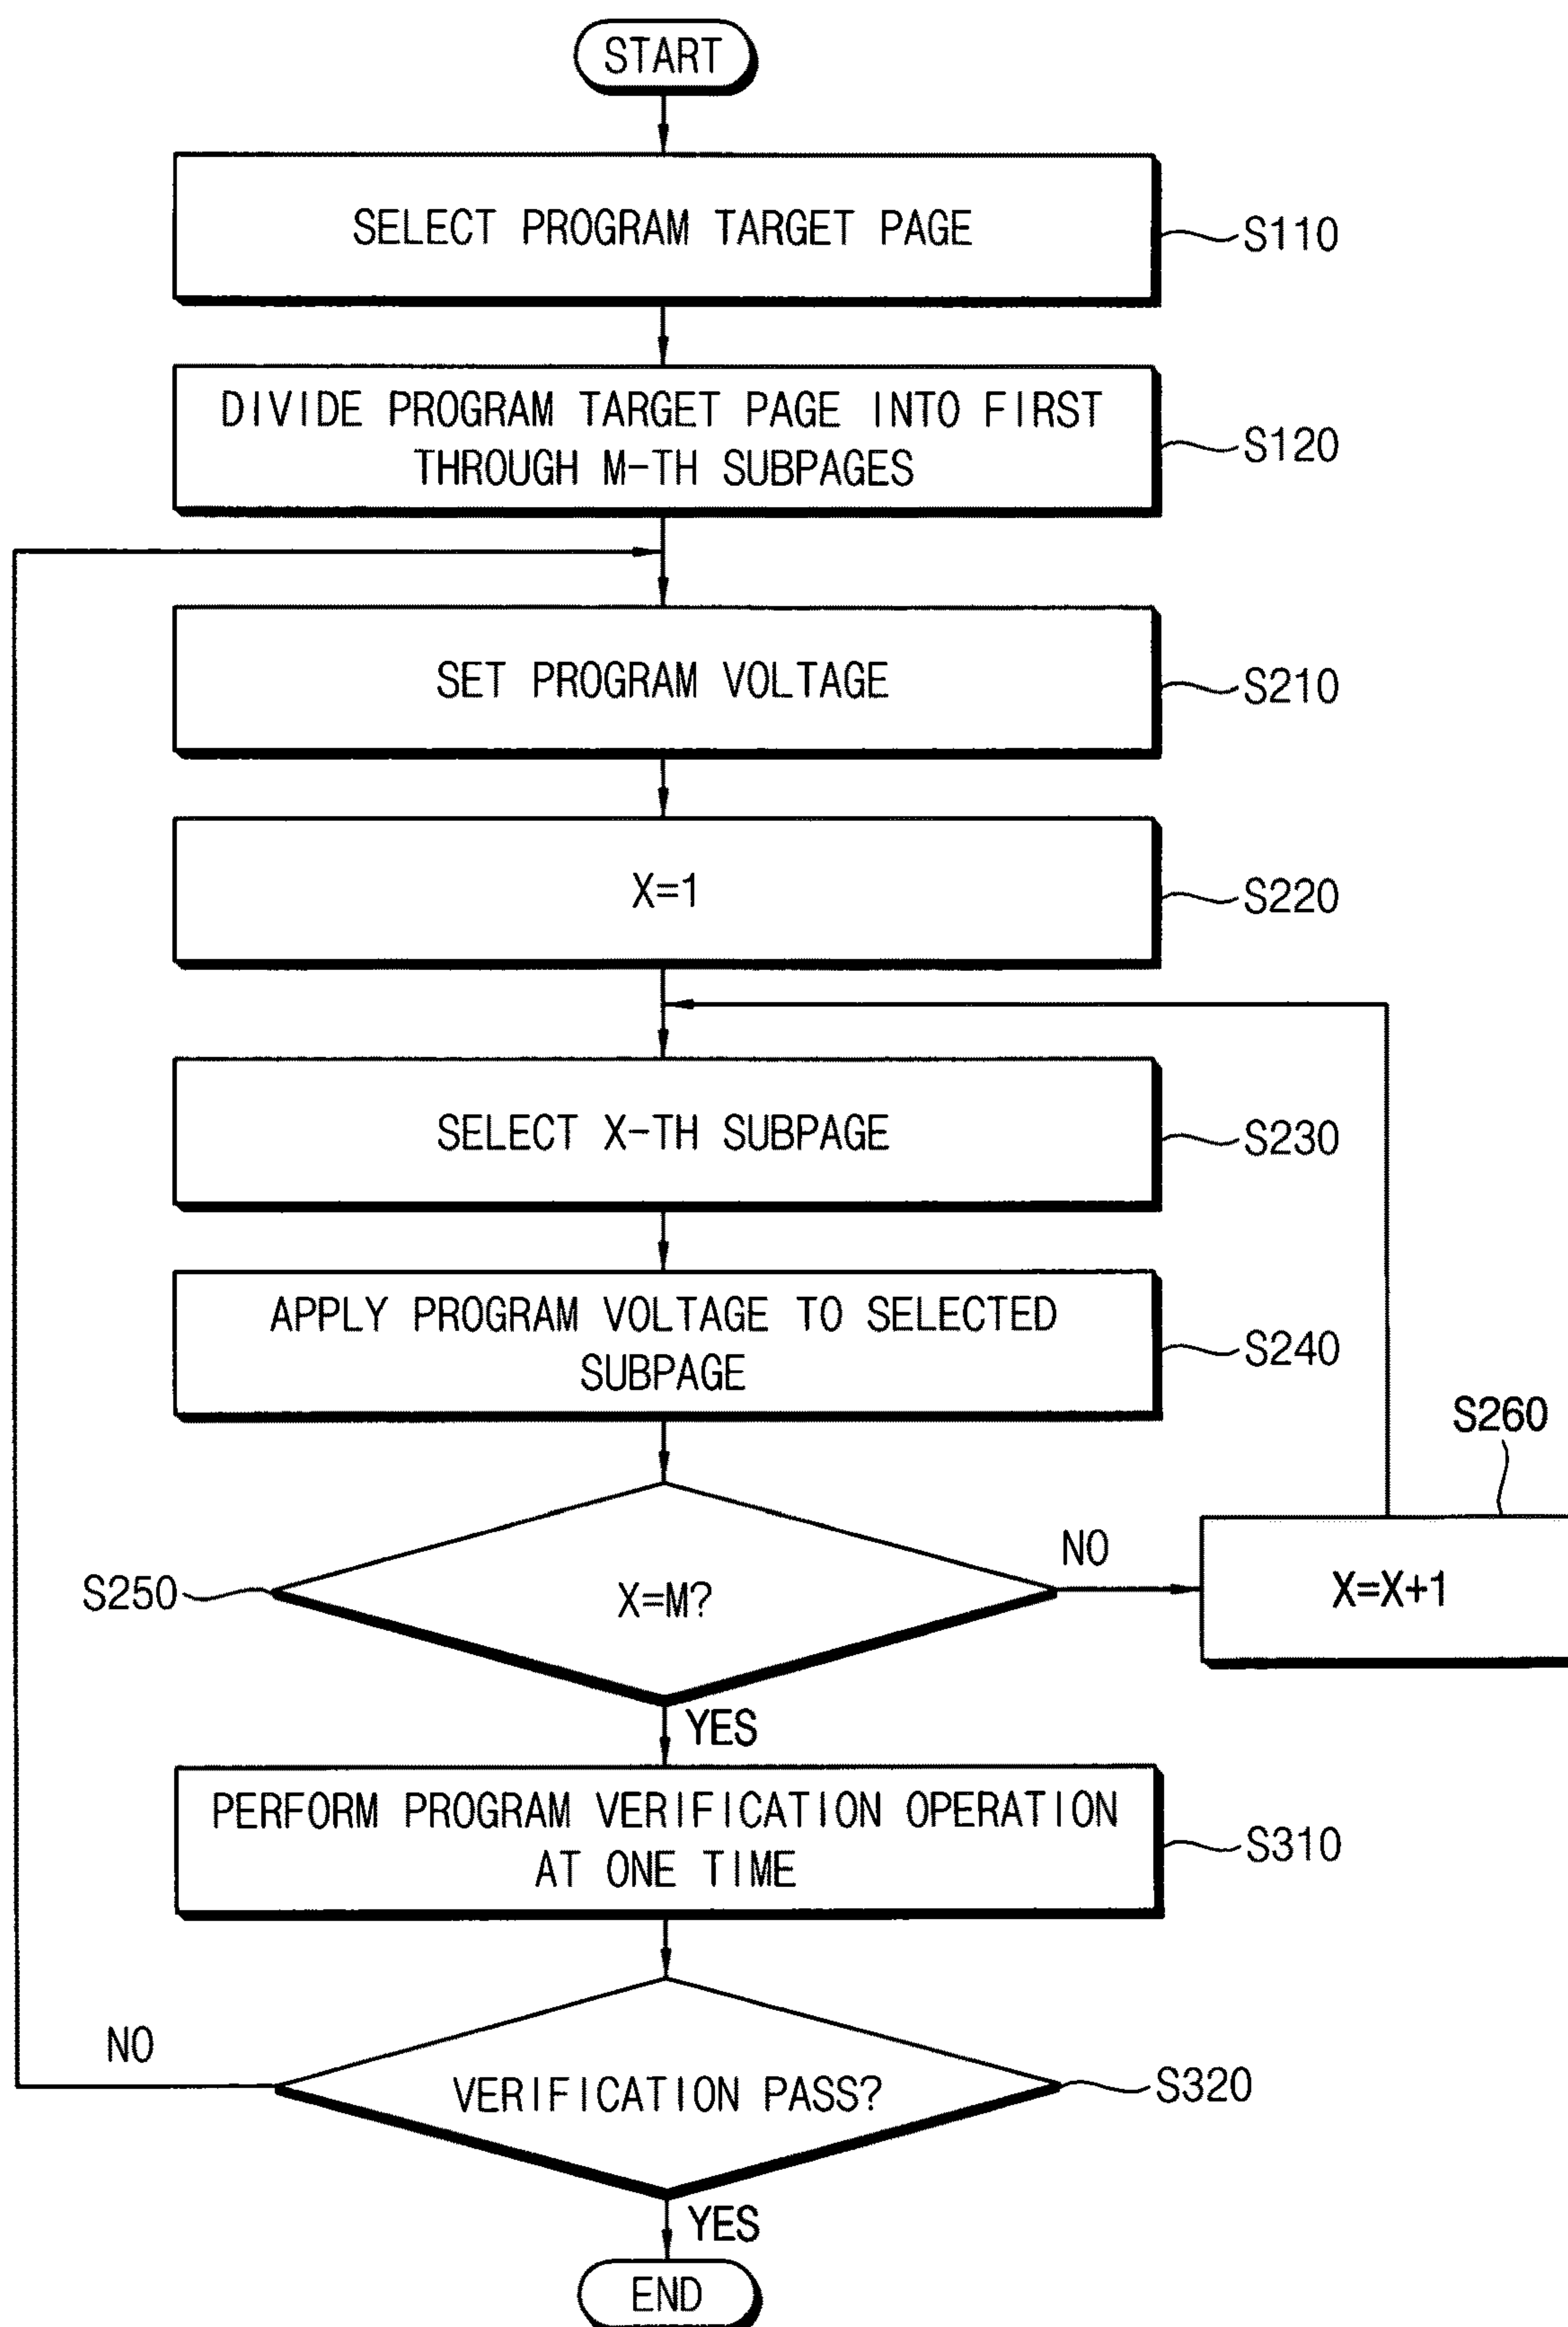 START
SELECT PROGRAM TARGET PAGE
S110
DIVIDE PROGRAM TARGET PAGE INTO FIRST
THROUGH M-TH SUBPAGES
S120
SET PROGRAM VOLTAGE
S210
X=1
S220
SELECT X-TH SUBPAGE
S230
APPLY PROGRAM VOLTAGE TO SELECTED
SUBPAGE
S240
S260
S250
X=M?
NO
X=X+1
YES
PERFORM PROGRAM VERIFICATION OPERATION
AT ONE TIME
S310
NO
VERIFICATION PASS?
S320
YES
END